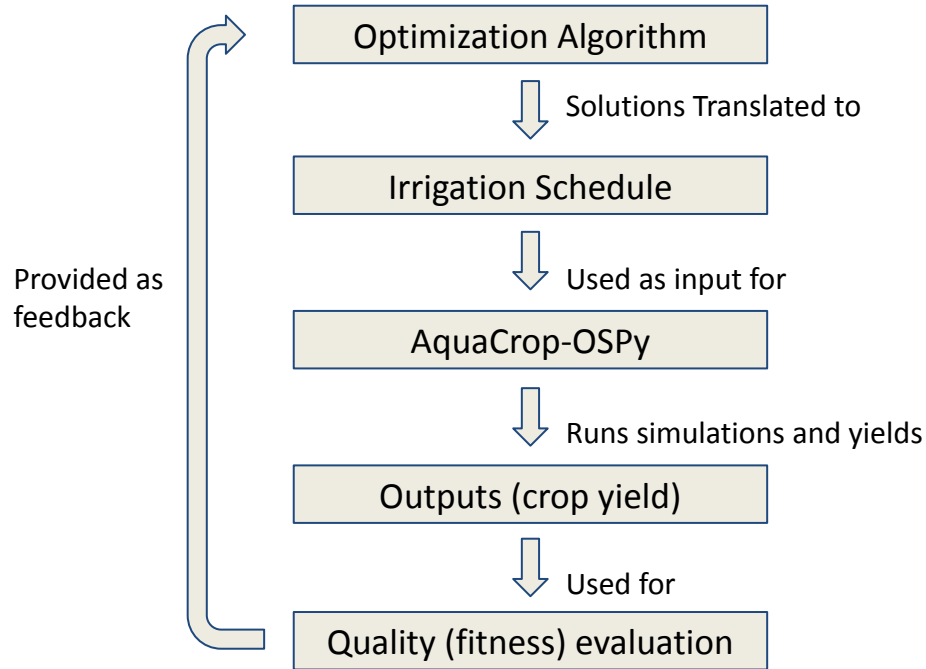 Optimization Algorithm
Solutions Translated to
Irrigation Schedule
Used as input for
Provided as
feedback
AquaCrop-OSPy
Runs simulations and yields
Outputs (crop yield)
Used for
Quality (fitness) evaluation